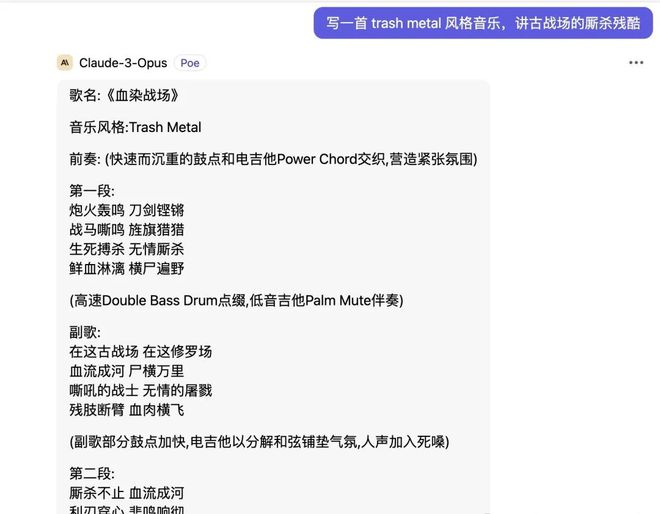 写一首 trash metal 风格音乐，讲古战场的厮杀残酷
Claude-3-Opus Poe
歌名:《血染战场》
音乐风格:Trash Metal
前奏: (快速而沉重的鼓点和电吉他Power Chord交织,营造紧张氛围)
第一段:
炮火轰鸣 刀剑铿锵
战马嘶鸣 旌旗猎猎
生死搏杀 无情厮杀
鲜血淋漓 横尸遍野
(高速Double Bass Drum点缀,低音吉他Palm Mute伴奏)
副歌:
在这古战场 在这修罗场
血流成河 尸横万里
嘶吼的战士 无情的屠戮
残肢断臂 血肉横飞
(副歌部分鼓点加快,电吉他以分解和弦铺垫气氛,人声加入死嗓)
第二段:
厮杀不止 血流成河
利刃穿心 悲鸣响彻